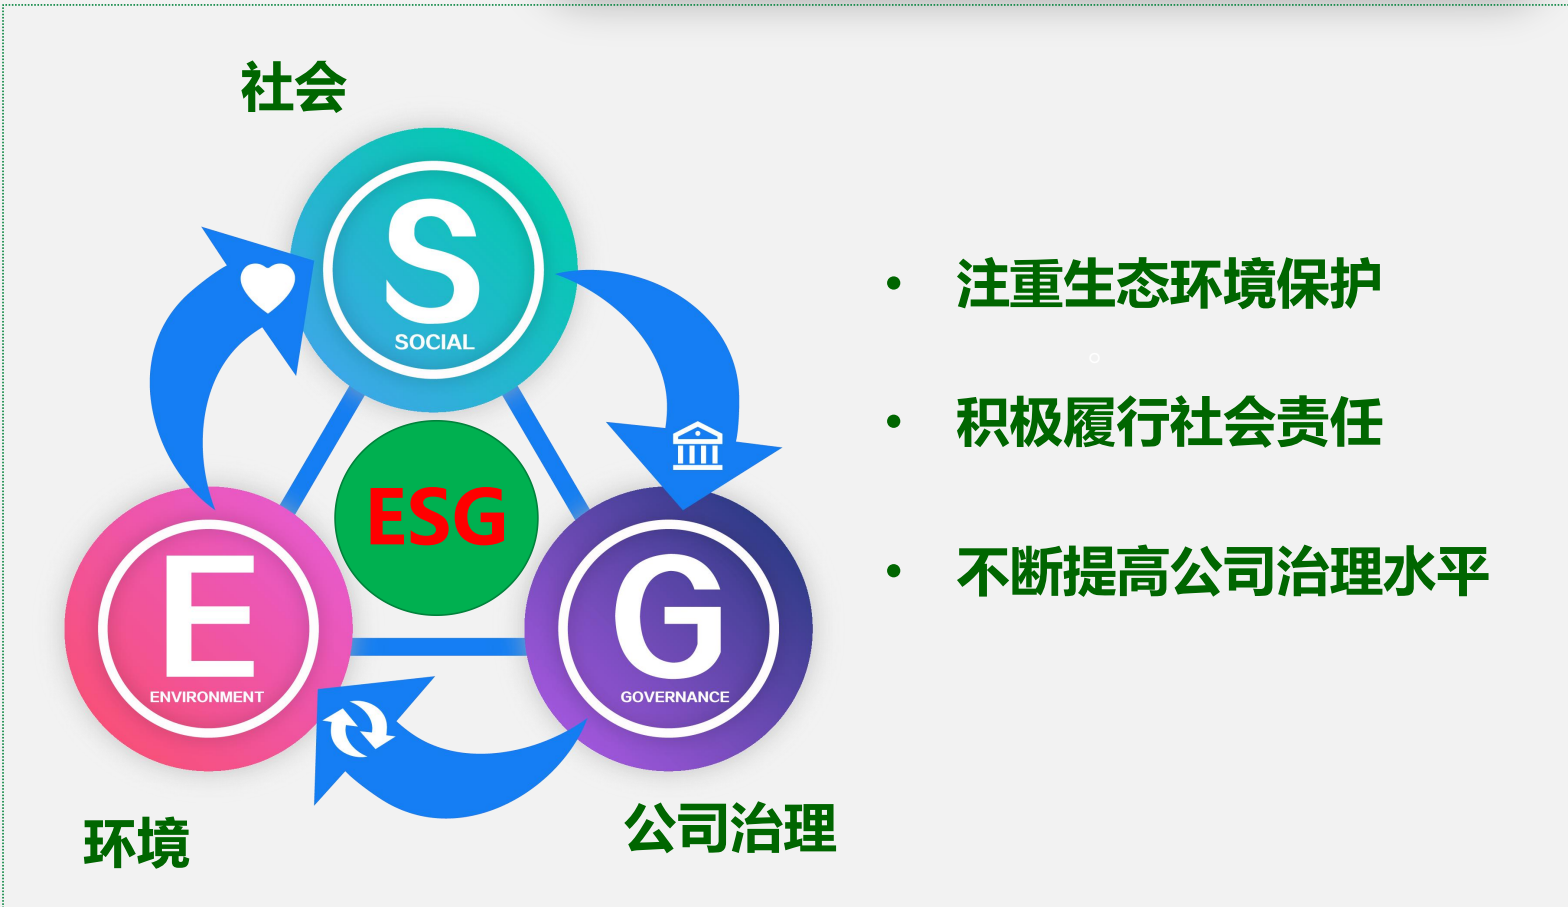 社会
S
SOCIAL
ESG
E
ENVIRONMENT
G
GOVERNANCE
环境
公司治理
• 注重生态环境保护
• 积极履行社会责任
• 不断提高公司治理水平